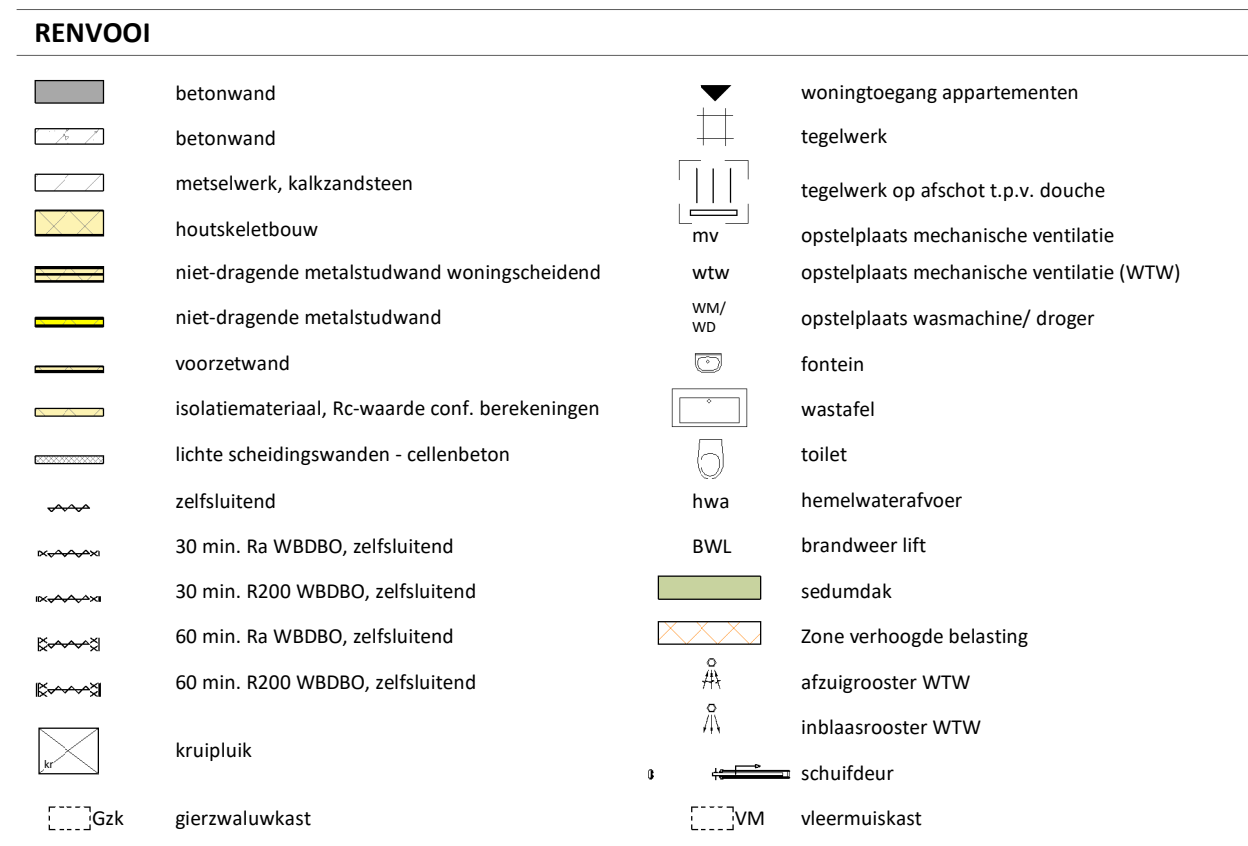 RENVOOI
betonwand
betonwand
metselwerk, kalkzandsteen
houtskeletbouw
niet-dragende metalstudwand woningscheidend
niet-dragende metalstudwand
voorzetwand
isolatiemateriaal, Rc-waarde conf. berekeningen
lichte scheidingswanden - cellenbeton
zelfsluitend
30 min. Ra WBDBO, zelfsluitend
30 min. R200 WBDBO, zelfsluitend
60 min. Ra WBDBO, zelfsluitend
60 min. R200 WBDBO, zelfsluitend
kr kruipluik
Gzk gierzwaluwkast
woningtoegang appartementen
tegelwerk
tegelwerk op afschot t.p.v. douche
mv opstelplaats mechanische ventilatie
wtw opstelplaats mechanische ventilatie (WTW)
WM/
WD opstelplaats wasmachine/ droger
fontein
wastafel
toilet
hwa hemelwaterafvoer
BWL brandweer lift
sedumdak
Zone verhoogde belasting
afzuigrooster WTW
inblaasrooster WTW
schuifdeur
VM vleermuiskast